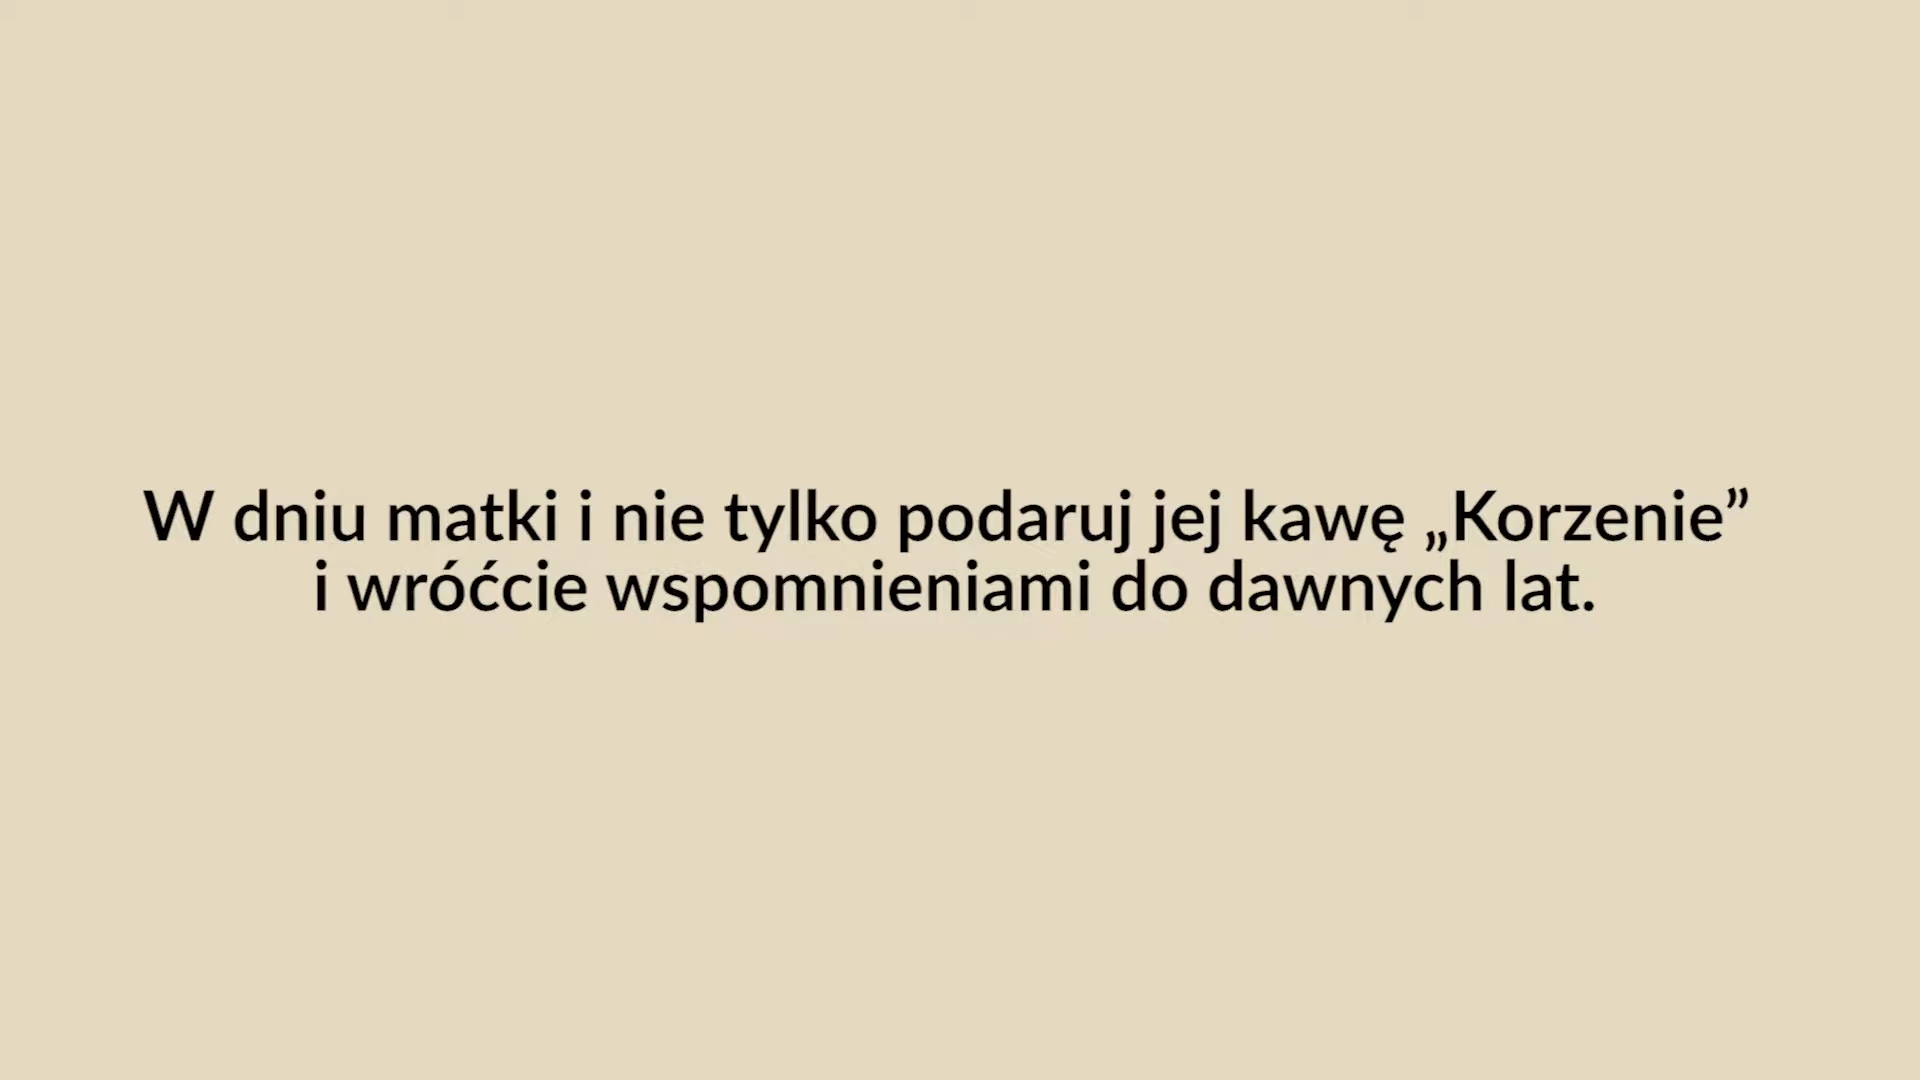 W dniu matki i nie tylko podaruj jej kawę „Korzenie”
i wróćcie wspomnieniami do dawnych lat.